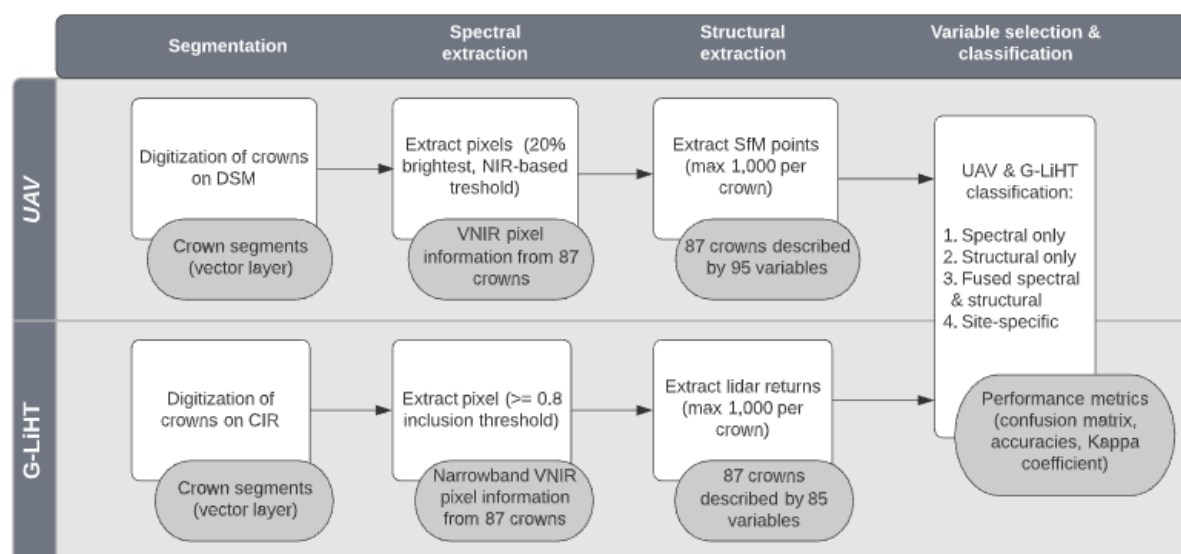 Segmentation
Spectral
extraction
Structural
extraction
Variable selection &
classification
UAV
Digitization of crowns
on DSM
Crown segments
(vector layer)
Extract pixels (20%
brightest, NIR-based
treshold)
VNIR pixel
information from 87
crowns
Extract SfM points
(max 1,000 per
crown)
87 crowns described
by 95 variables
UAV & G-LiHT
classification:
1. Spectral only
2. Structural only
3. Fused spectral
& structural
4. Site-specific
Performance metrics
(confusion matrix,
accuracies, Kappa
coefficient)
G-LiHT
Digitization of
crowns on CIR
Crown segments
(vector layer)
Extract pixel (>= 0.8
inclusion threshold)
Narrowband VNIR
pixel information
from 87 crowns
Extract lidar returns
(max 1,000 per
crown)
87 crowns
described by 85
variables